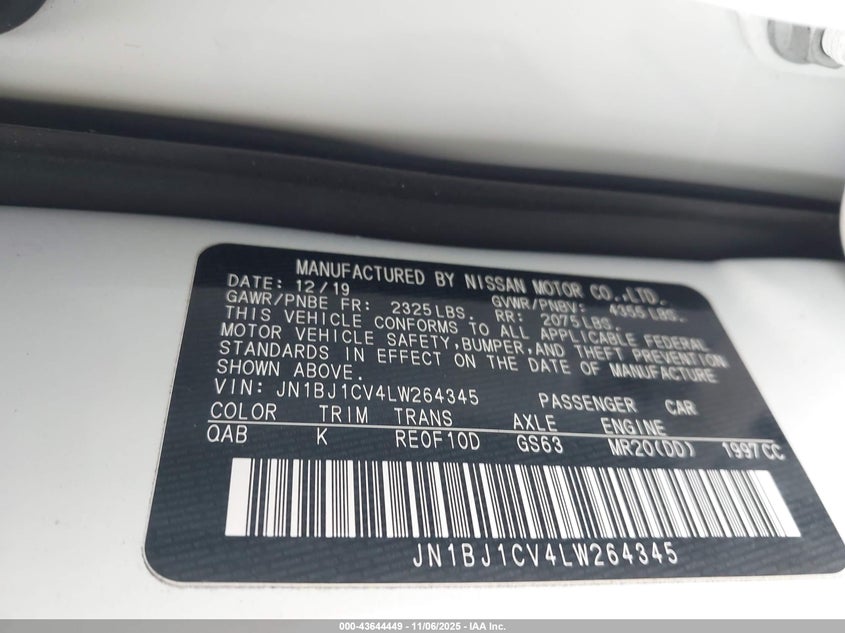 MANUFACTURED BY NISSAN MOTOR CO.,LTD.
DATE: 12/19 GVWR/PNBV: 4355 LBS.
GAWR/PNBE FR: 2325LBS. RR: 2075LBS.
THIS VEHICLE CONFORMS TO ALL APPLICABLE FEDERAL
MOTOR VEHICLE SAFETY,BUMPER,AND THEFT PREVENTION
STANDARDS IN EFFECT ON THE DATE OF MANUFACTURE
SHOWN ABOVE.
VIN: JN1BJ1CV4LW264345 PASSENGER CAR
COLOR TRIM TRANS AXLE ENGINE
QAB K RE0F10D GS63 MR20(DD) 1997CC
JN1BJ1CV4LW264345
000-43644449 - 11/06/2025 - IAA Inc.